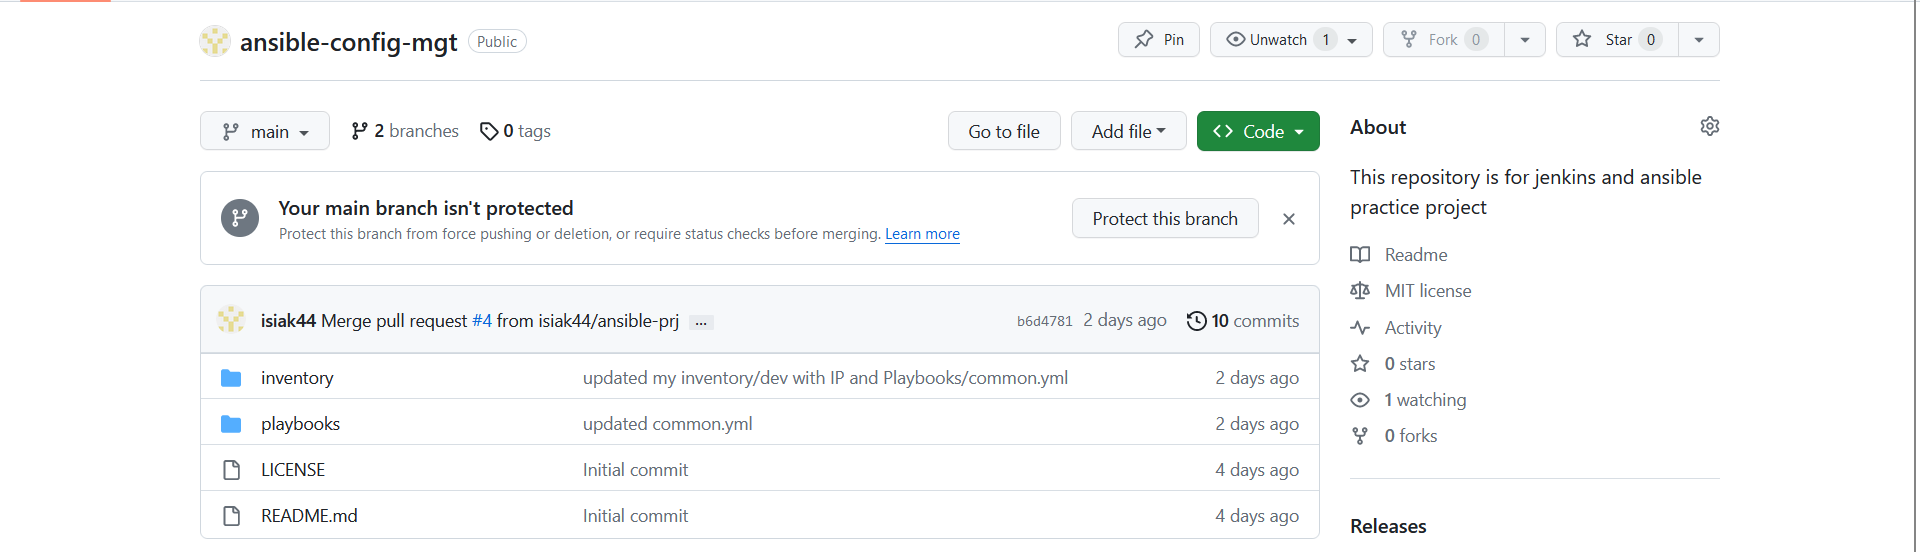 ansible-config-mgt Public
Pin
Unwatch 1
Fork 0
Star 0
main
2 branches
0 tags
Go to file
Add file
Code
Your main branch isn't protected
Protect this branch from force pushing or deletion, or require status checks before merging. Learn more
Protect this branch
isiak44 Merge pull request #4 from isiak44/ansible-prj ...
b6d4781 2 days ago 10 commits
inventory updated my inventory/dev with IP and Playbooks/common.yml 2 days ago
playbooks updated common.yml 2 days ago
LICENSE Initial commit 4 days ago
README.md Initial commit 4 days ago
About
This repository is for jenkins and ansible
practice project
Readme
MIT license
Activity
0 stars
1 watching
0 forks
Releases